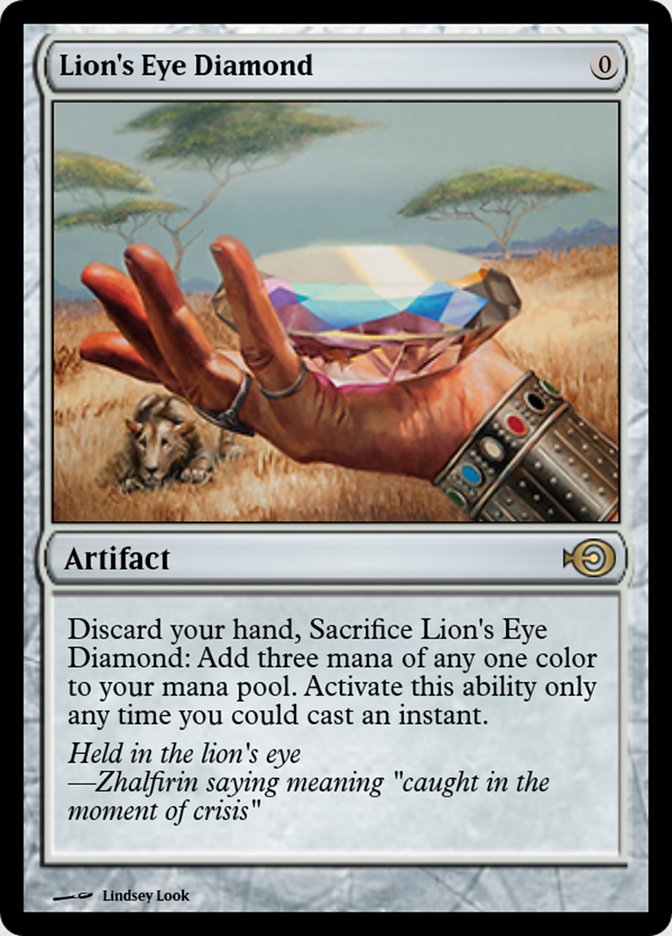 Lion's Eye Diamond
0
Artifact
Discard your hand, Sacrifice Lion's Eye
Diamond: Add three mana of any one color
to your mana pool. Activate this ability only
any time you could cast an instant.
Held in the lion's eye
—Zhalfirin saying meaning "caught in the
moment of crisis"
Lindsey Look